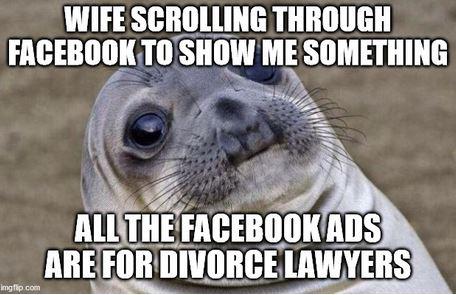 WIFE SCROLLING THROUGH
FACEBOOK TO SHOW ME SOMETHING
ALL THE FACEBOOK ADS
ARE FOR DIVORCE LAWYERS
imgflip.com